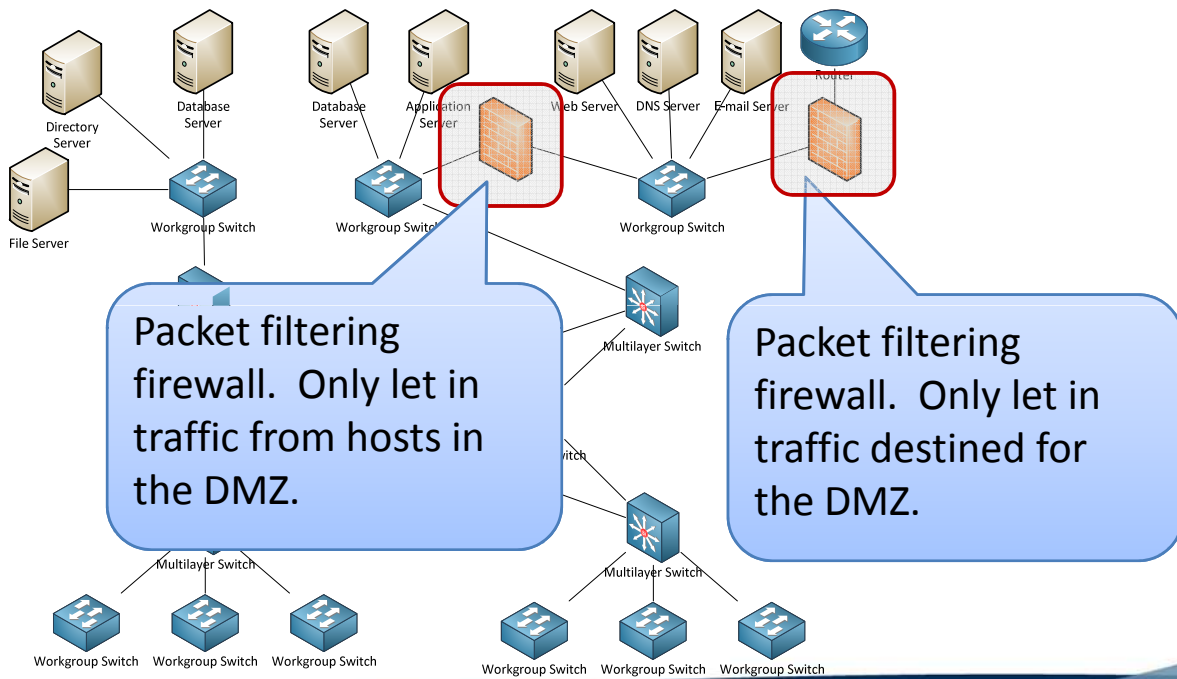 Router
Database
Server
Database
Server
Application
Server
Web Server
DNS Server
E-mail Server
Directory
Server
File Server
Workgroup Switch
Workgroup Switch
Workgroup Switch
Multilayer Switch
Packet filtering
firewall.  Only let in
traffic from hosts in
the DMZ.
Packet filtering
firewall.  Only let in
traffic destined for
the DMZ.
Multilayer Switch
Multilayer Switch
Workgroup Switch
Workgroup Switch
Workgroup Switch
Workgroup Switch
Workgroup Switch
Workgroup Switch